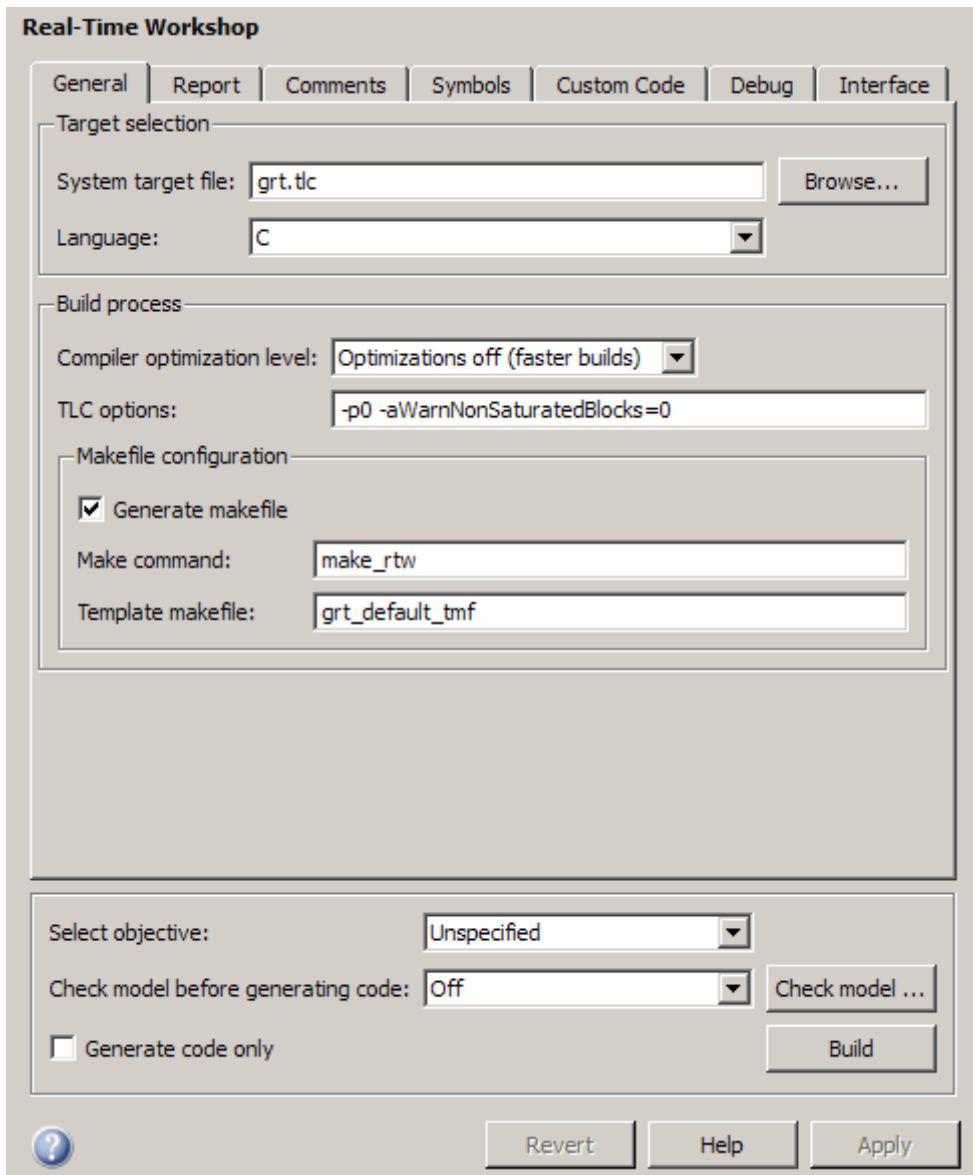 Real-Time Workshop
General Report Comments Symbols Custom Code Debug Interface
Target selection
System target file: grt.tlc Browse...
Language: C
Build process
Compiler optimization level: Optimizations off (faster builds)
TLC options: -p0 -aWarnNonSaturatedBlocks=0
Makefile configuration
Generate makefile
Make command: make_rtw
Template makefile: grt_default_tmf
Select objective: Unspecified
Check model before generating code: Off Check model ...
Generate code only Build
? Revert Help Apply